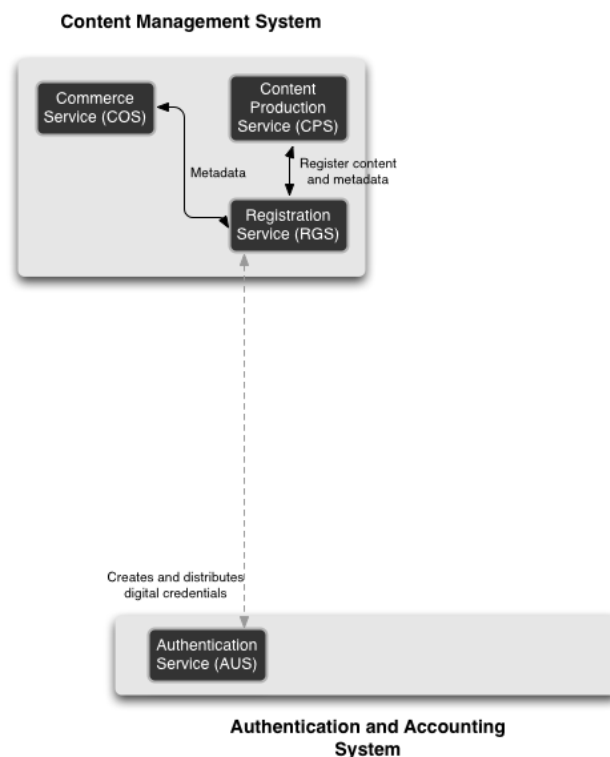 Content Management System
Commerce
Service (COS)
Content
Production
Service (CPS)
Metadata
Register content
and metadata
Registration
Service (RGS)
Creates and distributes
digital credentials
Authentication
Service (AUS)
Authentication and Accounting
System